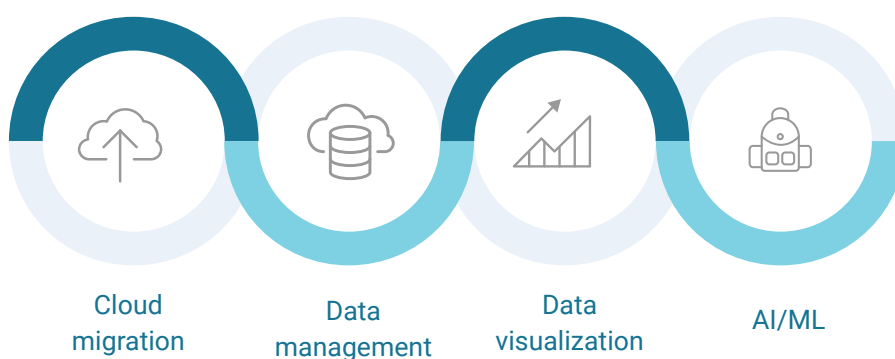 Cloud
migration
Data
management
Data
visualization
AI/ML